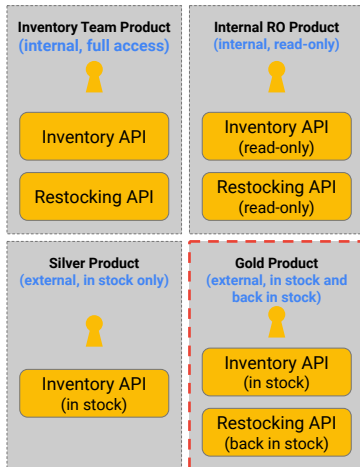 Inventory Team Product
(internal, full access)
Inventory API
Restocking API
Internal RO Product
(internal, read-only)
Inventory API
(read-only)
Restocking API
(read-only)
Silver Product
(external, in stock only)
Inventory API
(in stock)
Gold Product
(external, in stock and
back in stock)
Inventory API
(in stock)
Restocking API
(back in stock)